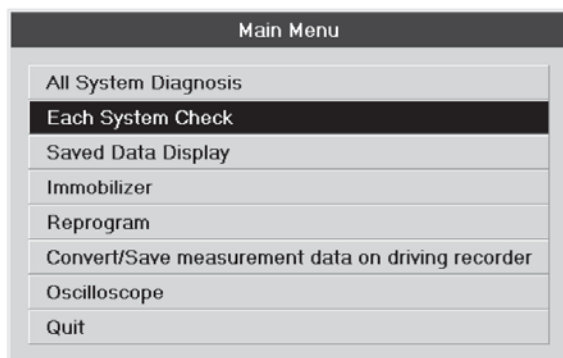 Main Menu
All System Diagnosis
Each System Check
Saved Data Display
Immobilizer
Reprogram
Convert/Save measurement data on driving recorder
Oscilloscope
Quit